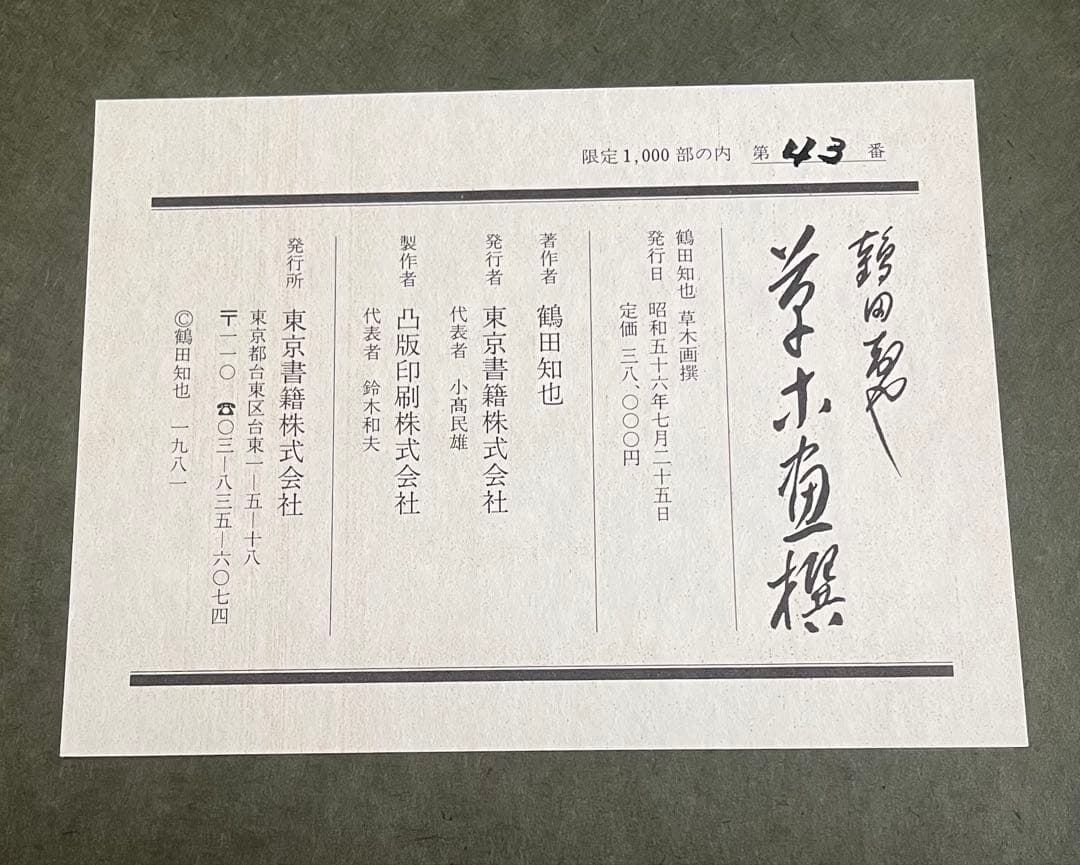 限定1,000部の内 第43番
鶴田知也
草木画撰
鶴田知也 草木画撰
発行日 昭和五十六年七月二十五日
定価 三八、〇〇〇円
著作者 鶴田知也
発行者 東京書籍株式会社
代表者 小髙民雄
製作者 凸版印刷株式会社
代表者 鈴木和夫
発行所 東京書籍株式会社
東京都台東区台東一―五―十八
〒一一〇 ☎〇三―八三五―六〇七四
©鶴田知也 一九八一